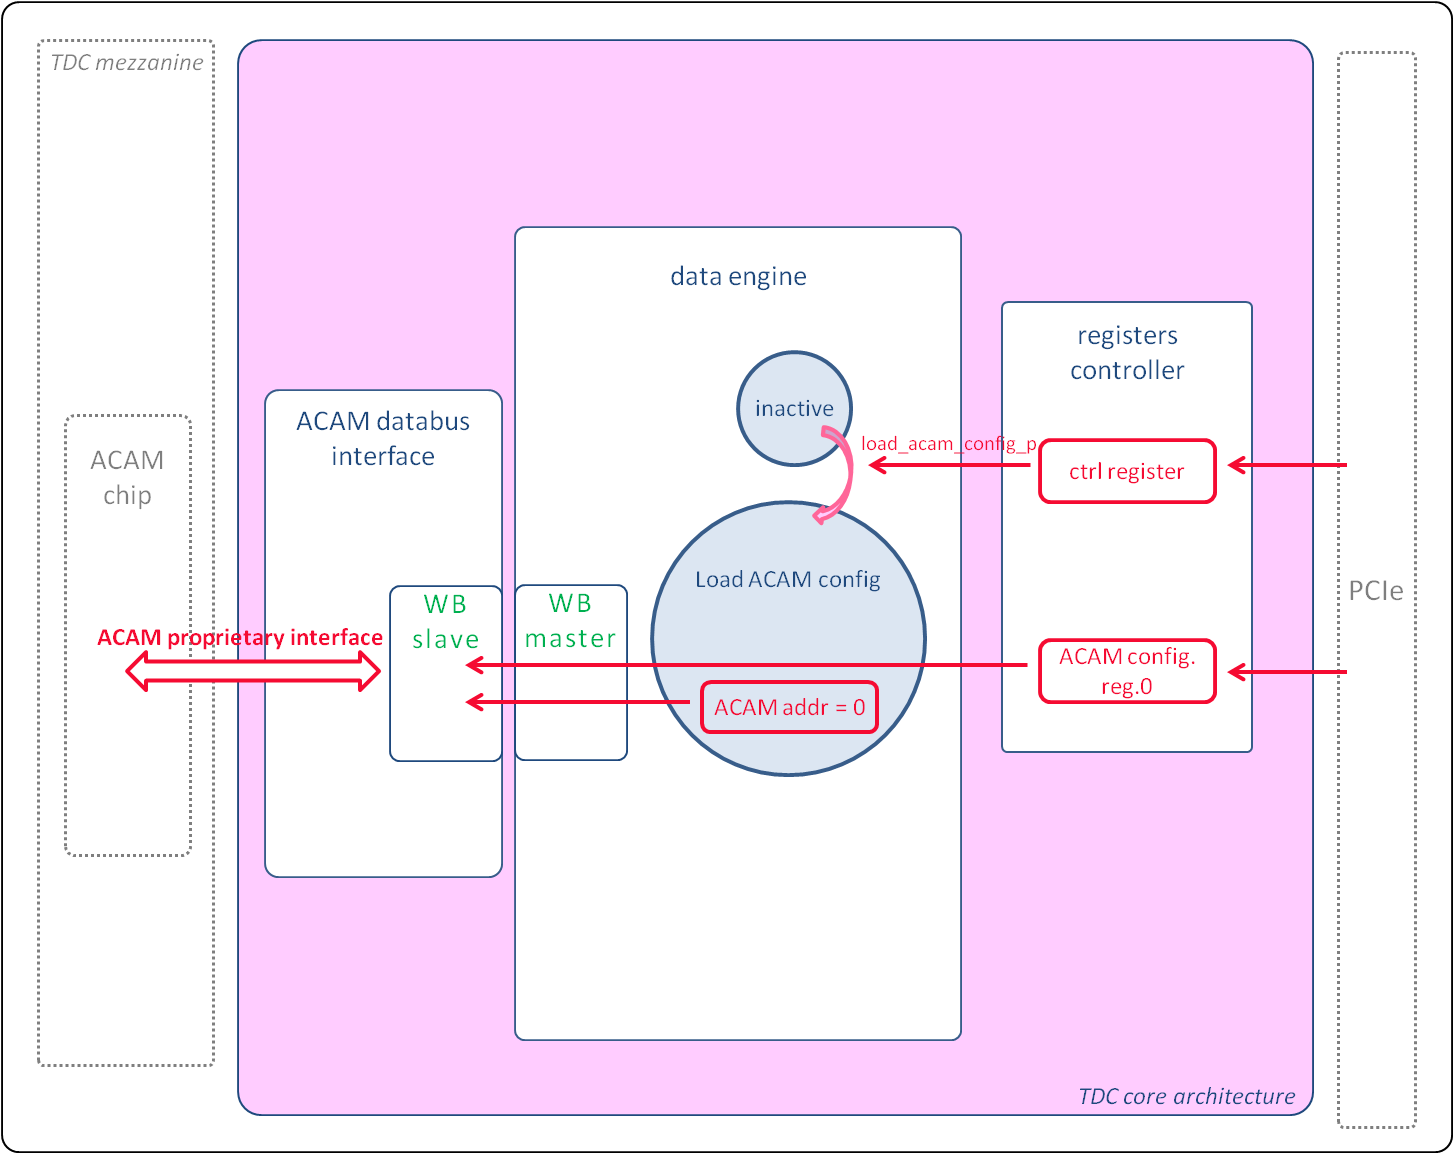 TDC mezzanine
data engine
registers
controller
inactive
ACAM databus
interface
load_acam_config_p
ctrl register
ACAM
chip
Load ACAM config
PCIe
WB
slave
WB
master
ACAM proprietary interface
ACAM config.
reg.0
ACAM addr = 0
TDC core architecture